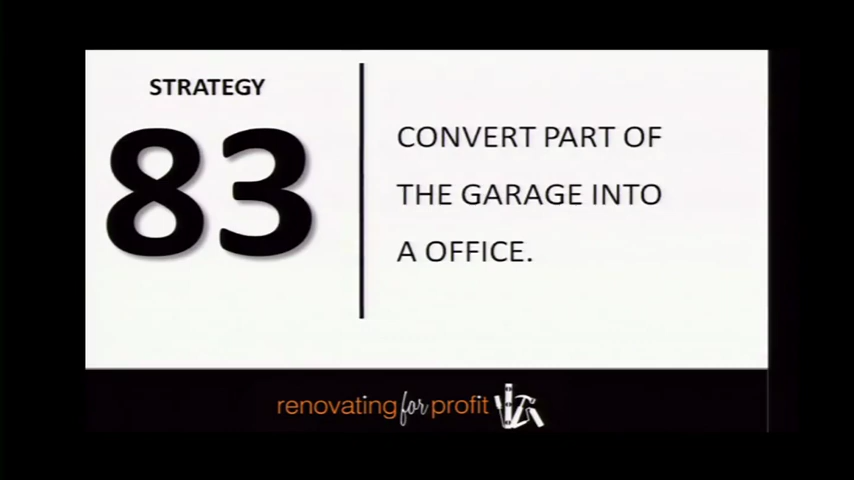 STRATEGY
83
CONVERT PART OF
THE GARAGE INTO
A OFFICE.
renovating for profit